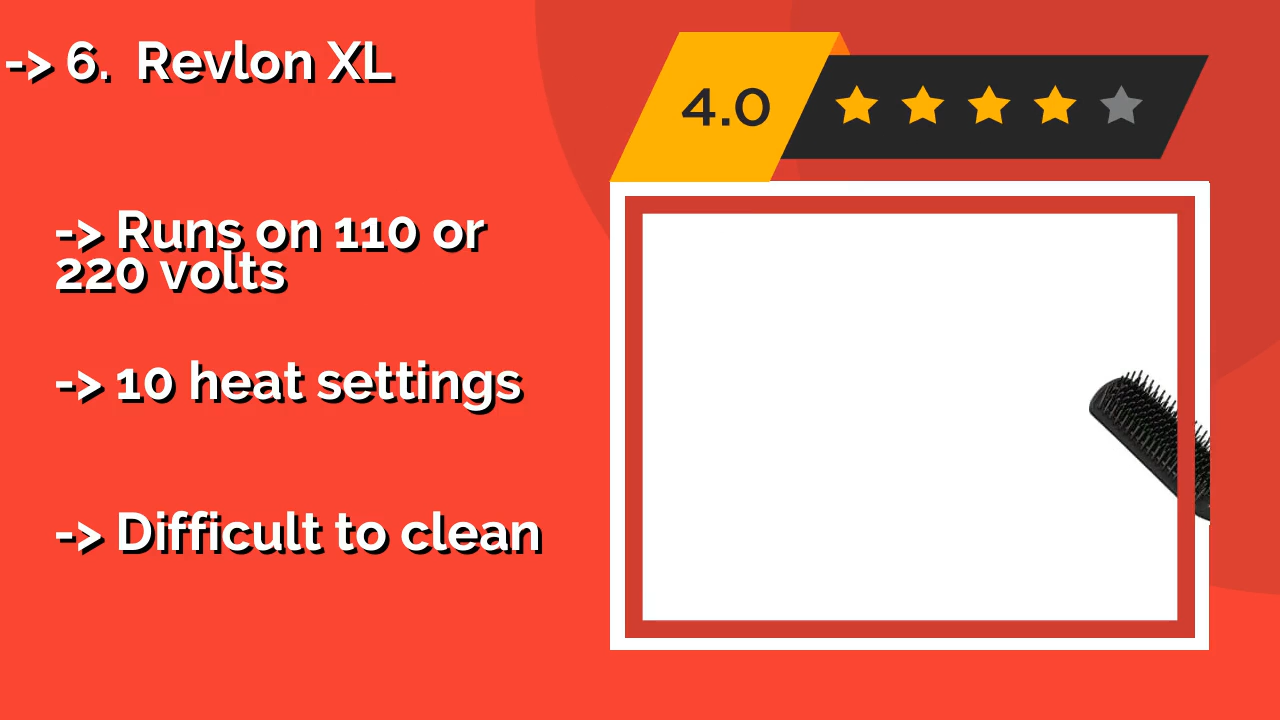 -> 6.  Revlon XL
4.0
-> Runs on 110 or
220 volts
-> 10 heat settings
-> Difficult to clean